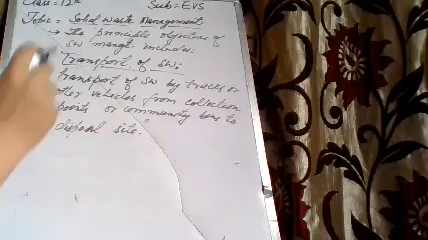 Class = 12th Sub = EVS
Topic = Solid Waste Management
→ The principle objective of
SW mangt. includes:
Transport of SW:
transport of SW by trucks or
other vehicles from collection
points or community bins to
disposal site.